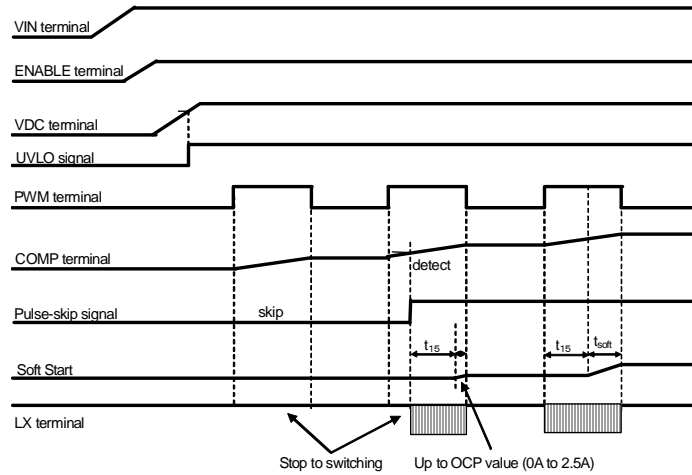 VIN terminal
ENABLE terminal
VDC terminal
UVLO signal
PWM terminal
COMP terminal
detect
Pulse-skip signal
skip
t15
t15
tsoft
Soft Start
LX terminal
Stop to switching
Up to OCP value (0A to 2.5A)